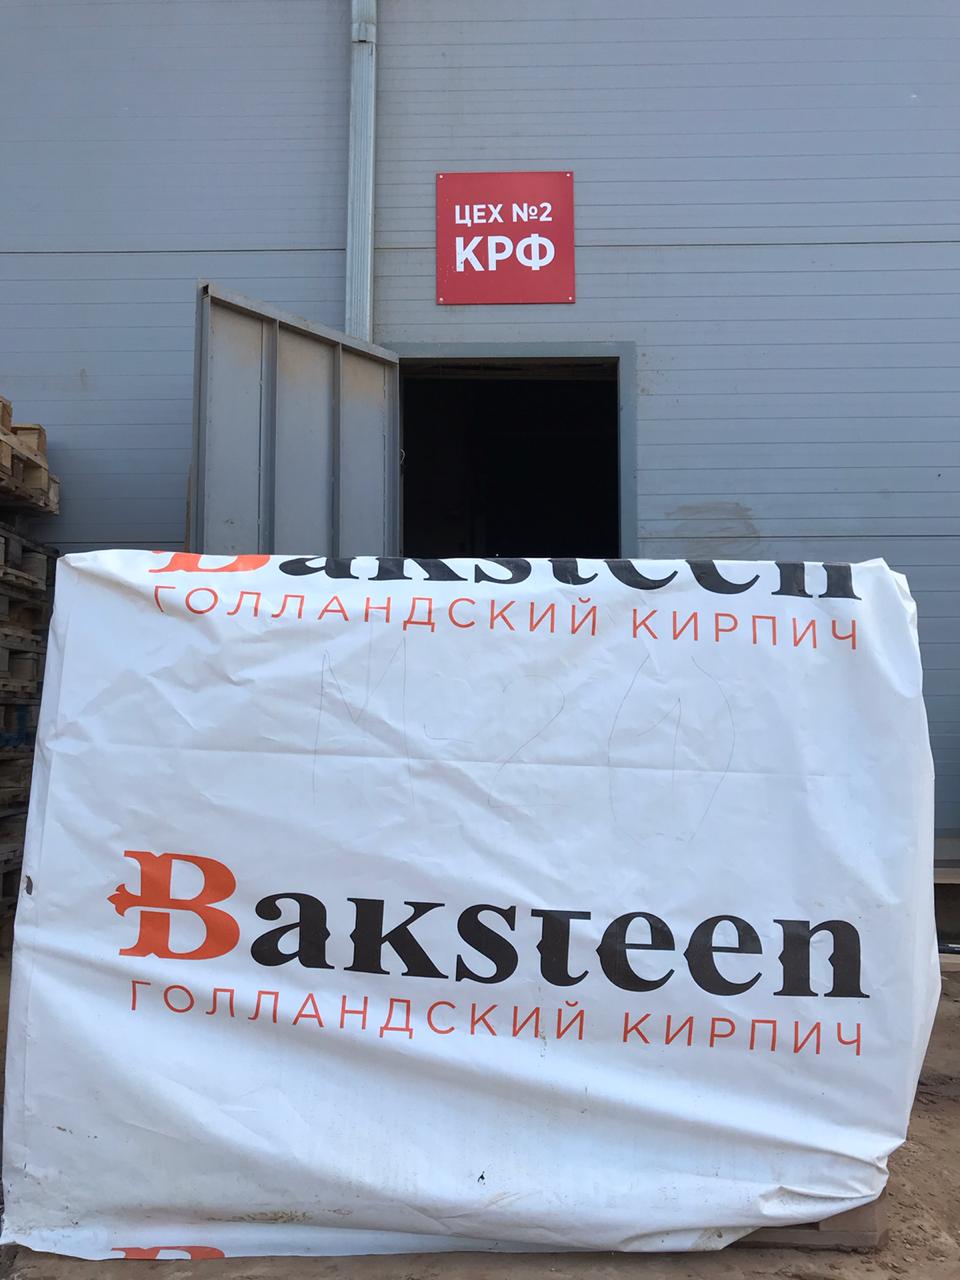 ЦЕХ №2
КРФ
Baksteen
ГОЛЛАНДСКИЙ КИРПИЧ
Baksteen
ГОЛЛАНДСКИЙ КИРПИЧ